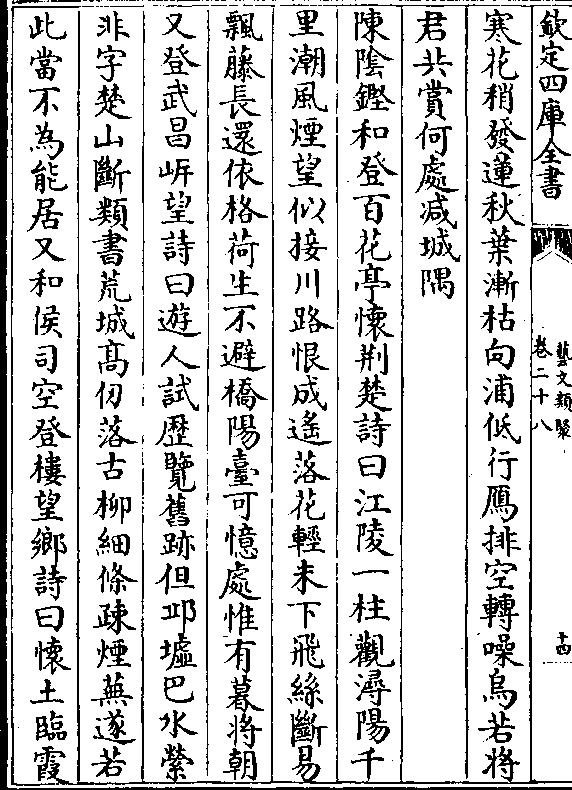 欽定四庫全書
藝文類聚
卷二十八
十四
寒花稍發蓮秋葉漸枯向浦低行鴈排空轉噪烏若將
君共賞何處減城隅
陳陰鏗和登百花亭懷荆楚詩曰江陵一柱觀潯陽千
里潮風煙望似接川路恨成遙落花輕未下飛絲斷易
飄藤長還依格荷生不避橋陽臺可憶處惟有暮將朝
又登武昌岍望詩曰遊人試歷覽舊跡但邱墟巴水縈
非字楚山斷類書荒城髙仞落古柳細條疎煙蕪遂若
此當不為能居又和侯司空登樓望鄉詩曰懷土臨霞